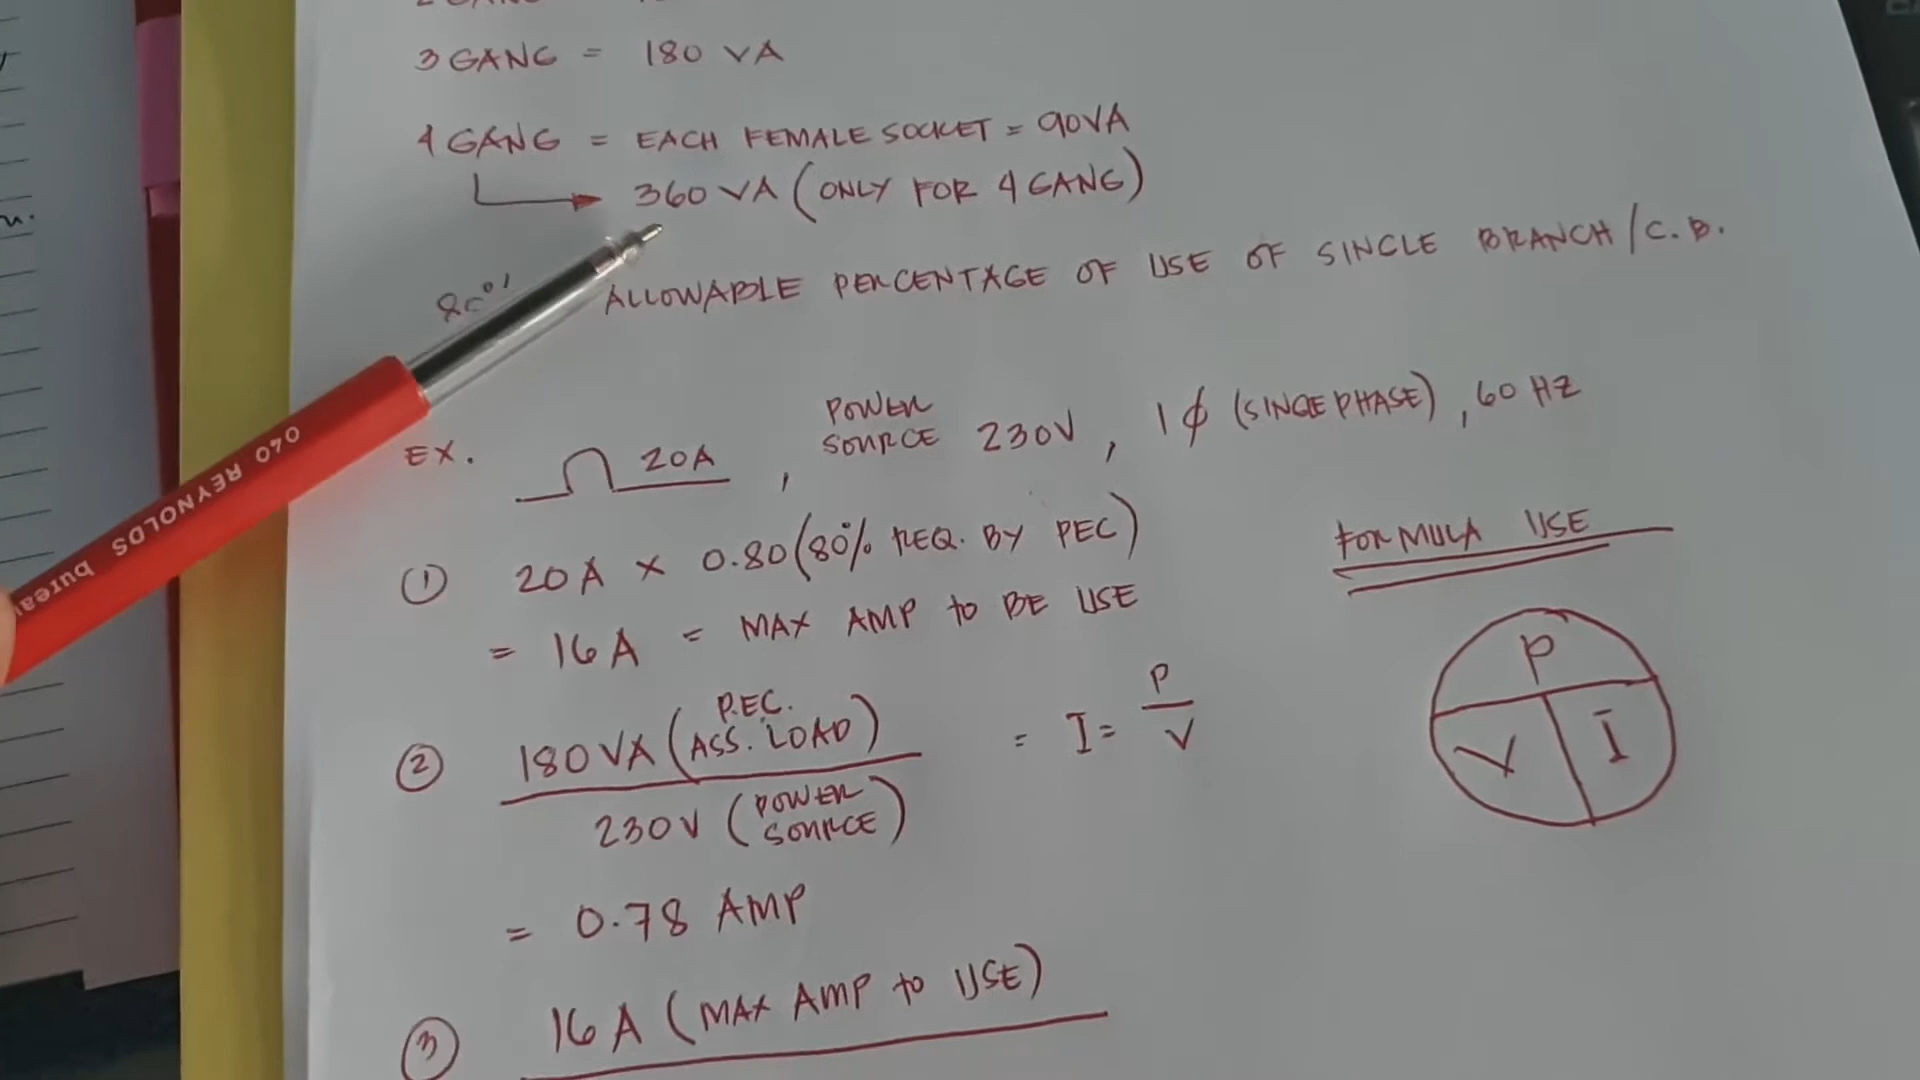 3 GANG = 180 VA
4 GANG = EACH FEMALE SOCKET = 90VA
360 VA (ONLY FOR 4 GANG)
ALLOWABLE PERCENTAGE OF USE OF SINGLE BRANCH/C.B.
EX. 20A , POWER SOURCE 230V , 1φ (SINGLE PHASE) , 60 HZ
① 20A × 0.80 (80% REQ. BY PEC)
= 16A = MAX AMP TO BE USE
② 180VA (P.E.C. ASS. LOAD)
230V (POWER SOURCE)
= I = P
V
= 0.78 AMP
③ 16A (MAX AMP TO USE)
FORMULA USE
P
V I
040 REYNOLDS